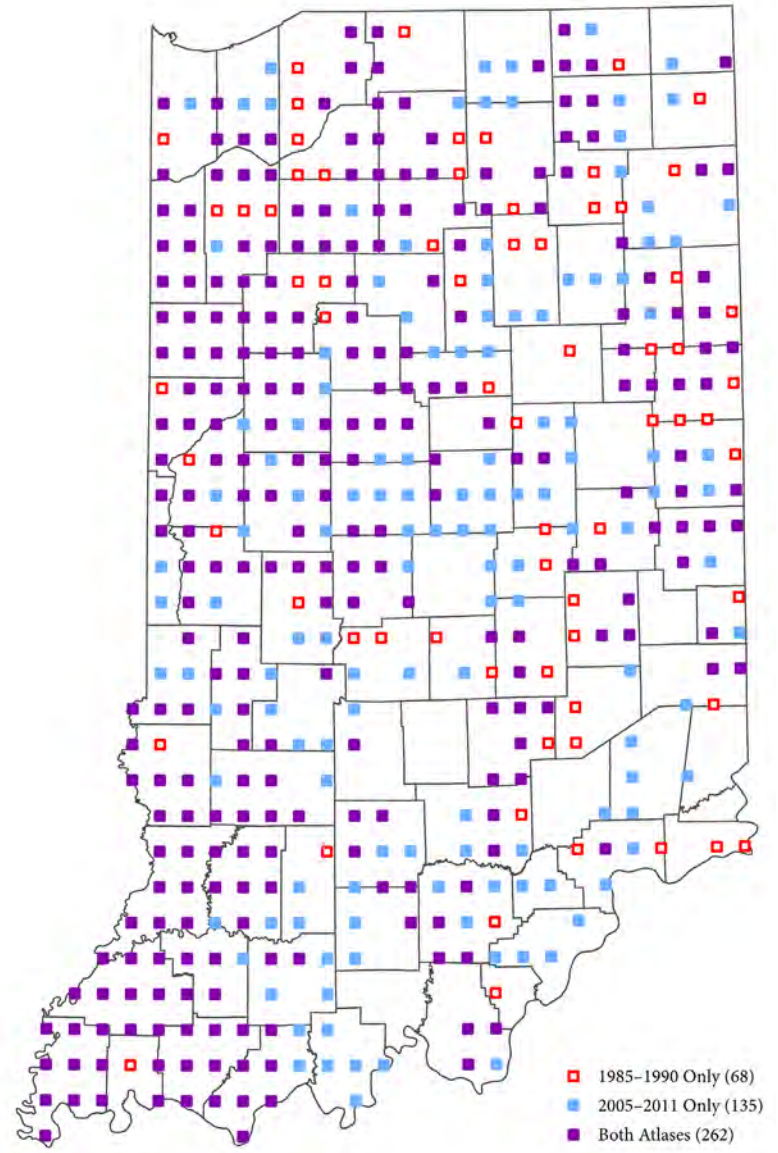 1985–1990 Only (68)
2005–2011 Only (135)
Both Atlases (262)